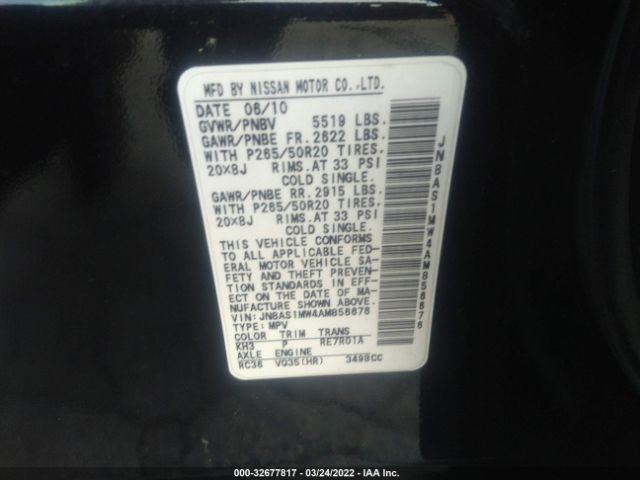 MFD BY NISSAN MOTOR CO.,LTD.
DATE 06/10
GVWR/PNBV 5519 LBS.
GAWR/PNBE FR. 2622 LBS.
WITH P265/50R20 TIRES,
20X8J RIMS.AT 33 PSI
COLD SINGLE.
GAWR/PNBE RR. 2915 LBS.
WITH P265/50R20 TIRES,
20X8J RIMS.AT 33 PSI
COLD SINGLE.
THIS VEHICLE CONFORMS
TO ALL APPLICABLE FED-
ERAL MOTOR VEHICLE SA-
FETY AND THEFT PREVEN-
TION STANDARDS IN EFF-
ECT ON THE DATE OF MA-
NUFACTURE SHOWN ABOVE.
VIN: JN8AS1MW4AM856676
TYPE: MPV
COLOR TRIM TRANS
KH3 P RE7R01A
AXLE ENGINE
RC36 VQ35(HR) 3498CC
JN8AS1MW4AM856676
000-32677817 - 03/24/2022 - IAA Inc.